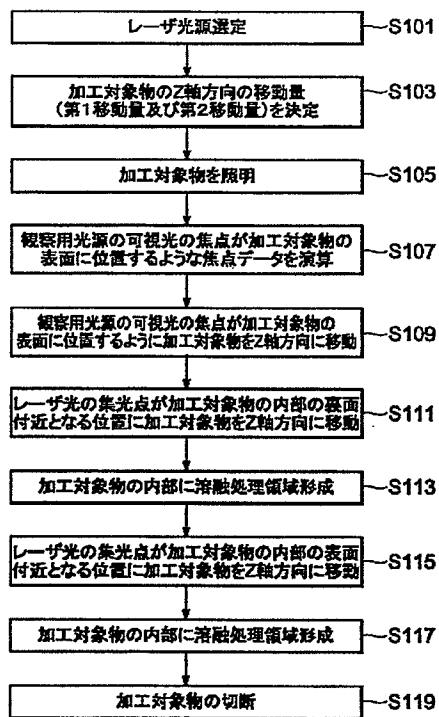 レーザ光源選定
S101
加工対象物のZ軸方向の移動量
(第1移動量及び第2移動量)を決定
S103
加工対象物を照明
S105
観察用光源の可視光の焦点が加工対象物の
表面に位置するような焦点データを演算
S107
観察用光源の可視光の焦点が加工対象物の
表面に位置するように加工対象物をZ軸方向に移動
S109
レーザ光の集光点が加工対象物の内部の裏面
付近となる位置に加工対象物をZ軸方向に移動
S111
加工対象物の内部に溶融処理領域形成
S113
レーザ光の集光点が加工対象物の内部の表面
付近となる位置に加工対象物をZ軸方向に移動
S115
加工対象物の内部に溶融処理領域形成
S117
加工対象物の切断
S119